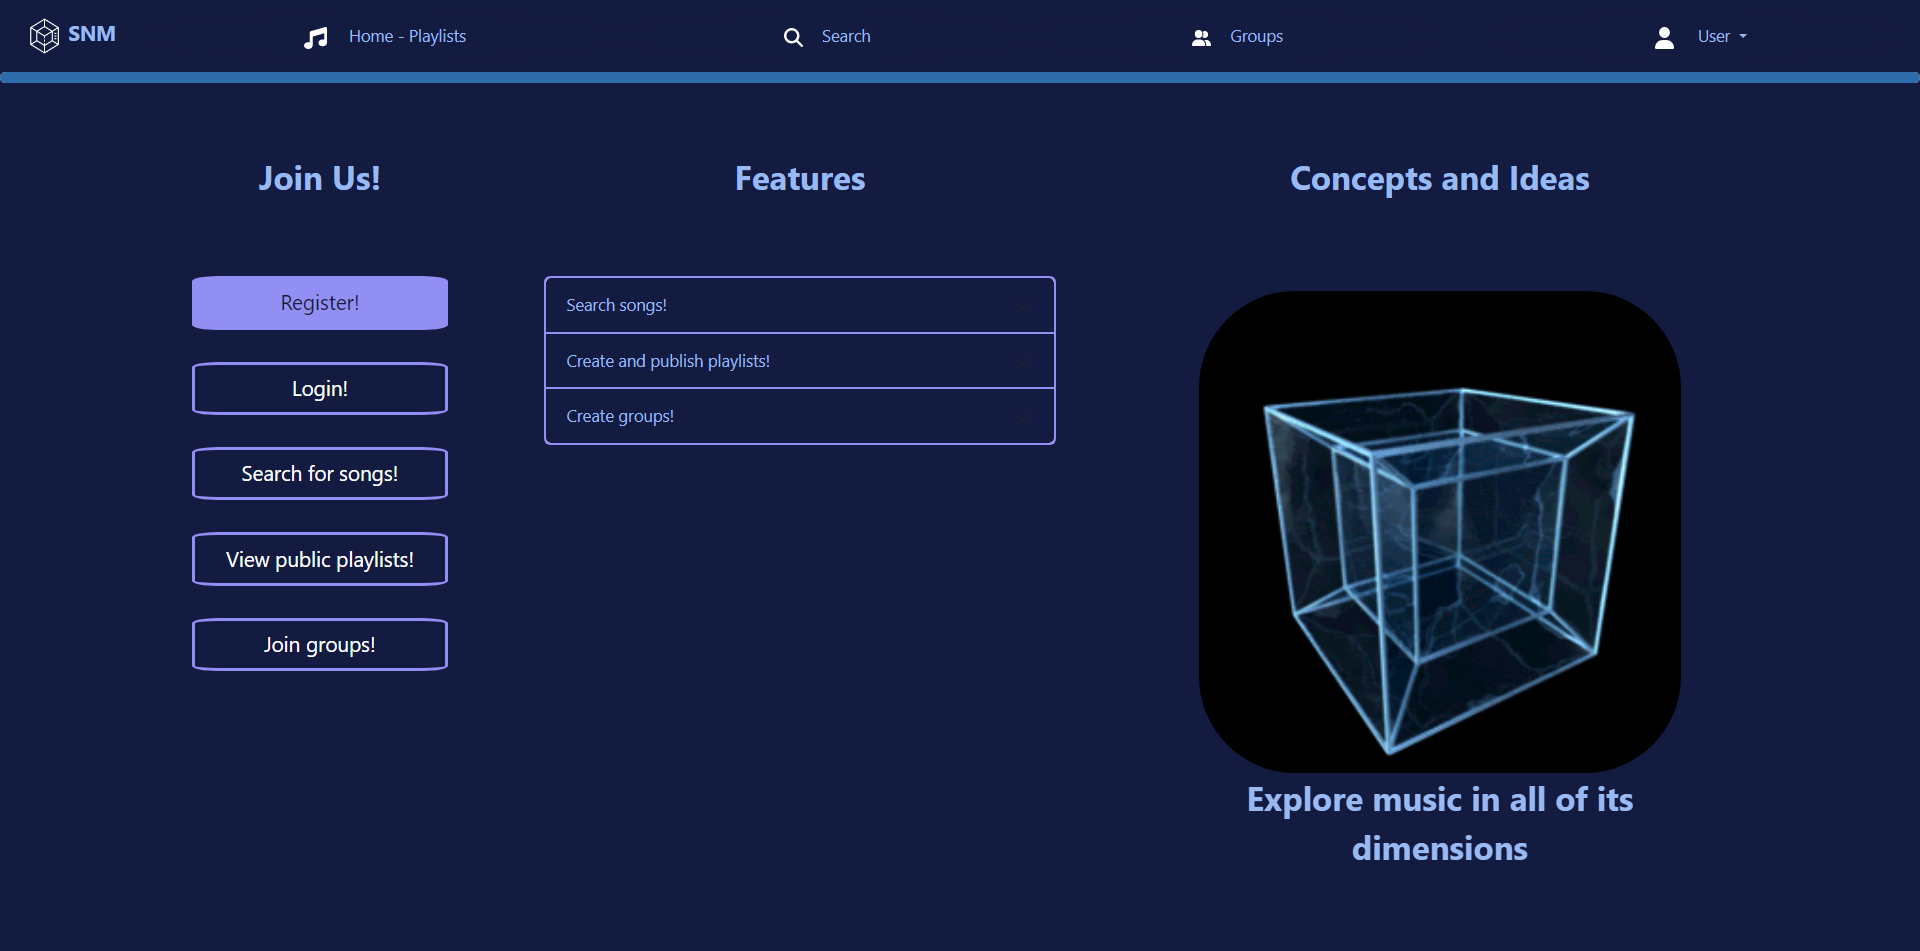 SNM
Home - Playlists
Search
Groups
User
Join Us!
Features
Concepts and Ideas
Register!
Login!
Search for songs!
View public playlists!
Join groups!
Search songs!
Create and publish playlists!
Create groups!
Explore music in all of its
dimensions